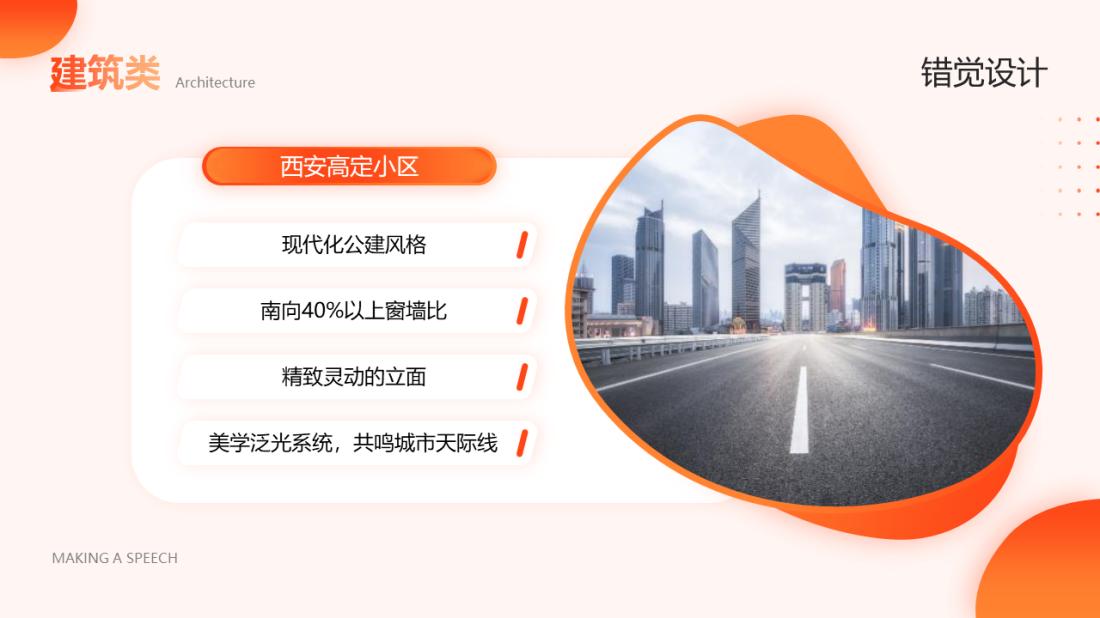 建筑类 Architecture
错觉设计
西安高定小区
现代化公建风格
南向40%以上窗墙比
精致灵动的立面
美学泛光系统，共鸣城市天际线
MAKING A SPEECH